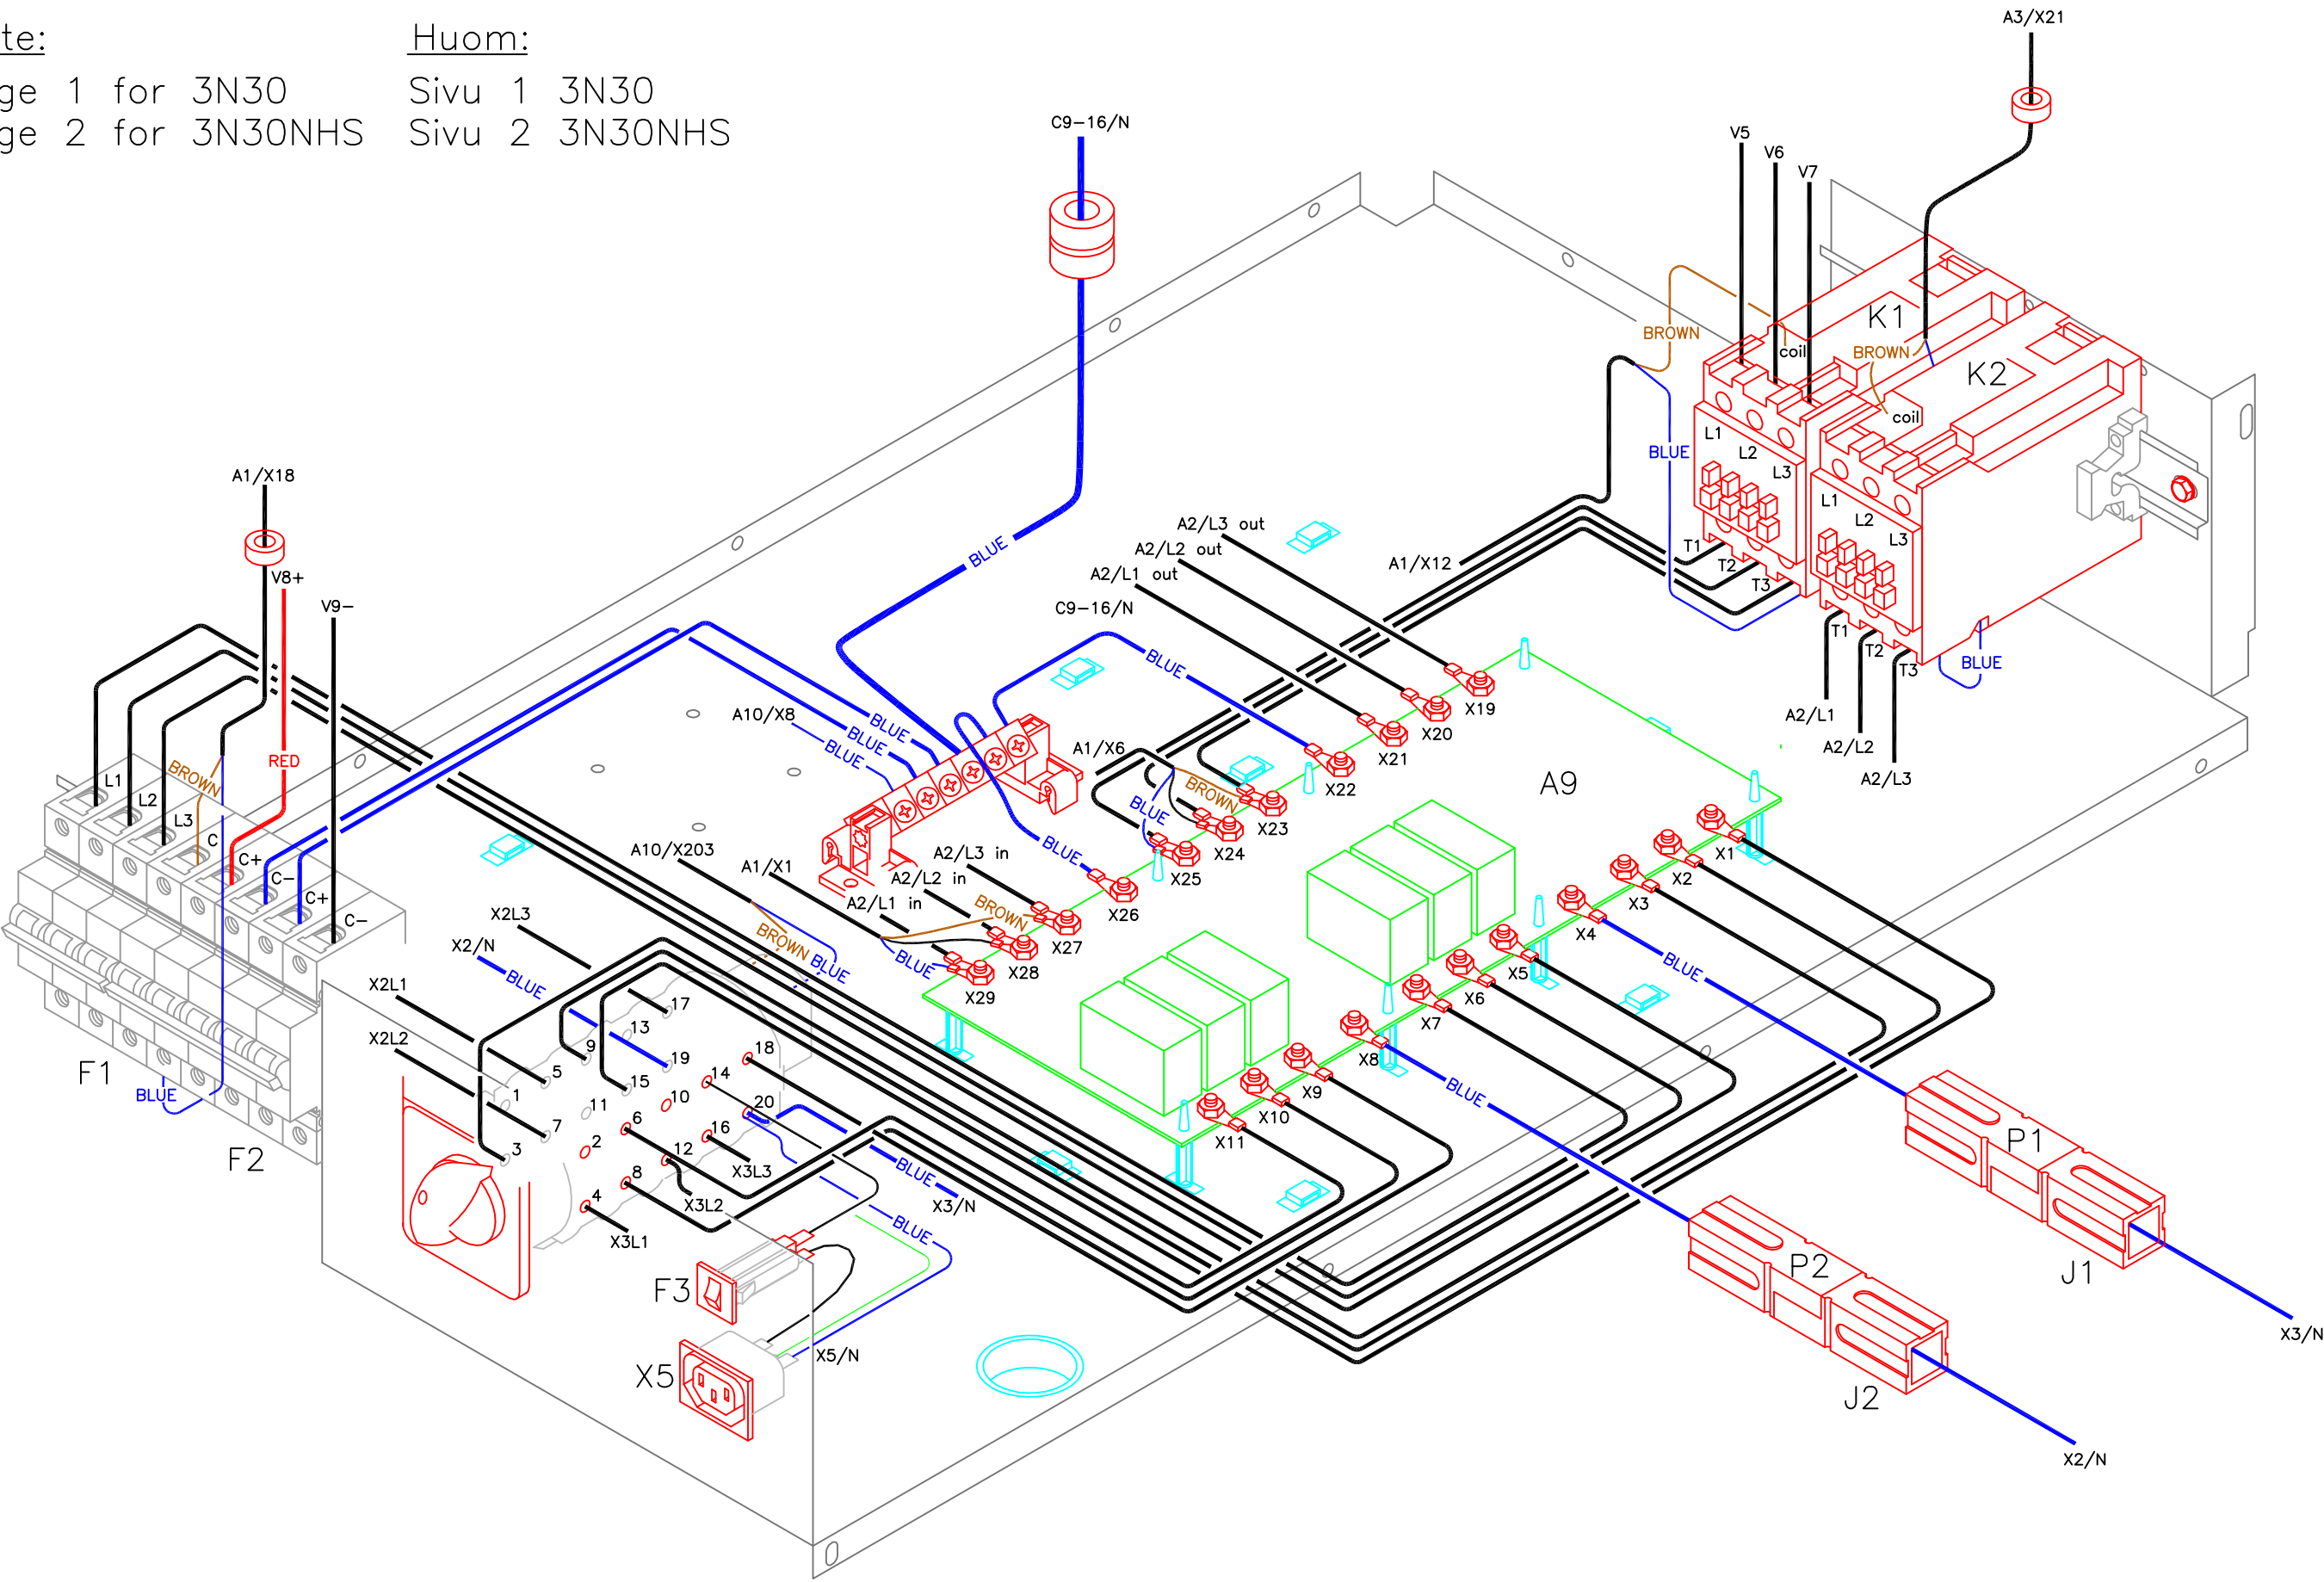 te:
Huom:
ge 1 for 3N30
Sivu 1 3N30
ge 2 for 3N30NHS
Sivu 2 3N30NHS
A3/X21
C9-16/N
V5
V6
V7
K1
BROWN
coil
BROWN
K2
coil
L1
L2
L3
BLUE
L1
L2
L3
A1/X18
V8+
V9-
A2/L3 out
A2/L2 out
A2/L1 out
C9-16/N
A1/X12
BLUE
T1
T2
T3
T1
T2
T3
BLUE
A2/L1
A2/L2
A2/L3
BLUE
X19
X20
X21
X22
A10/X8
BLUE
BLUE
BLUE
A1/X6
BROWN
BLUE
X23
X24
X25
BLUE
X26
A9
RED
BROWN
L1
L2
L3
C
C+
C-
C+
C-
A10/X203
A1/X1
A2/L3 in
A2/L2 in
A2/L1 in
BROWN
X27
X28
X29
BLUE
BROWN
BLUE
X1
X2
X3
X4
BLUE
X5
X6
X7
X8
BLUE
X9
X10
X11
X2L3
X2/N
BLUE
X2L1
X2L2
F1
BLUE
F2
17
13
9
19
18
5
15
14
1
11
10
20
7
6
16
3
2
12
8
4
X3L3
X3L2
X3L1
BLUE
X3/N
BLUE
F3
X5
X5/N
P1
J1
P2
J2
X3/N
X2/N